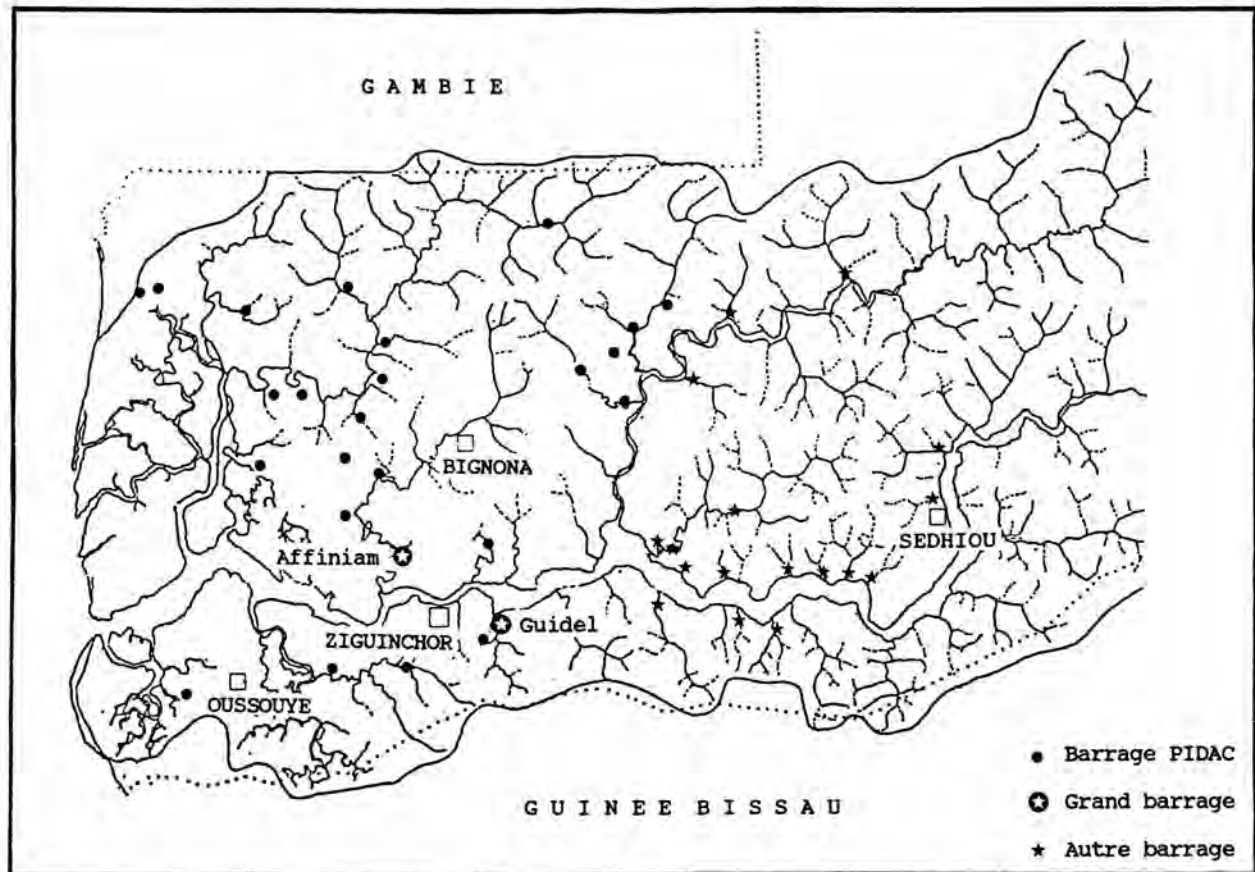 GAMBIE
BIGNONA
SEDHIOU
Affiniam
ZIGUINCHOR
Guidel
OUSSOUYE
Barrage PIDAC
GUINEE BISSAU
Grand barrage
Autre barrage